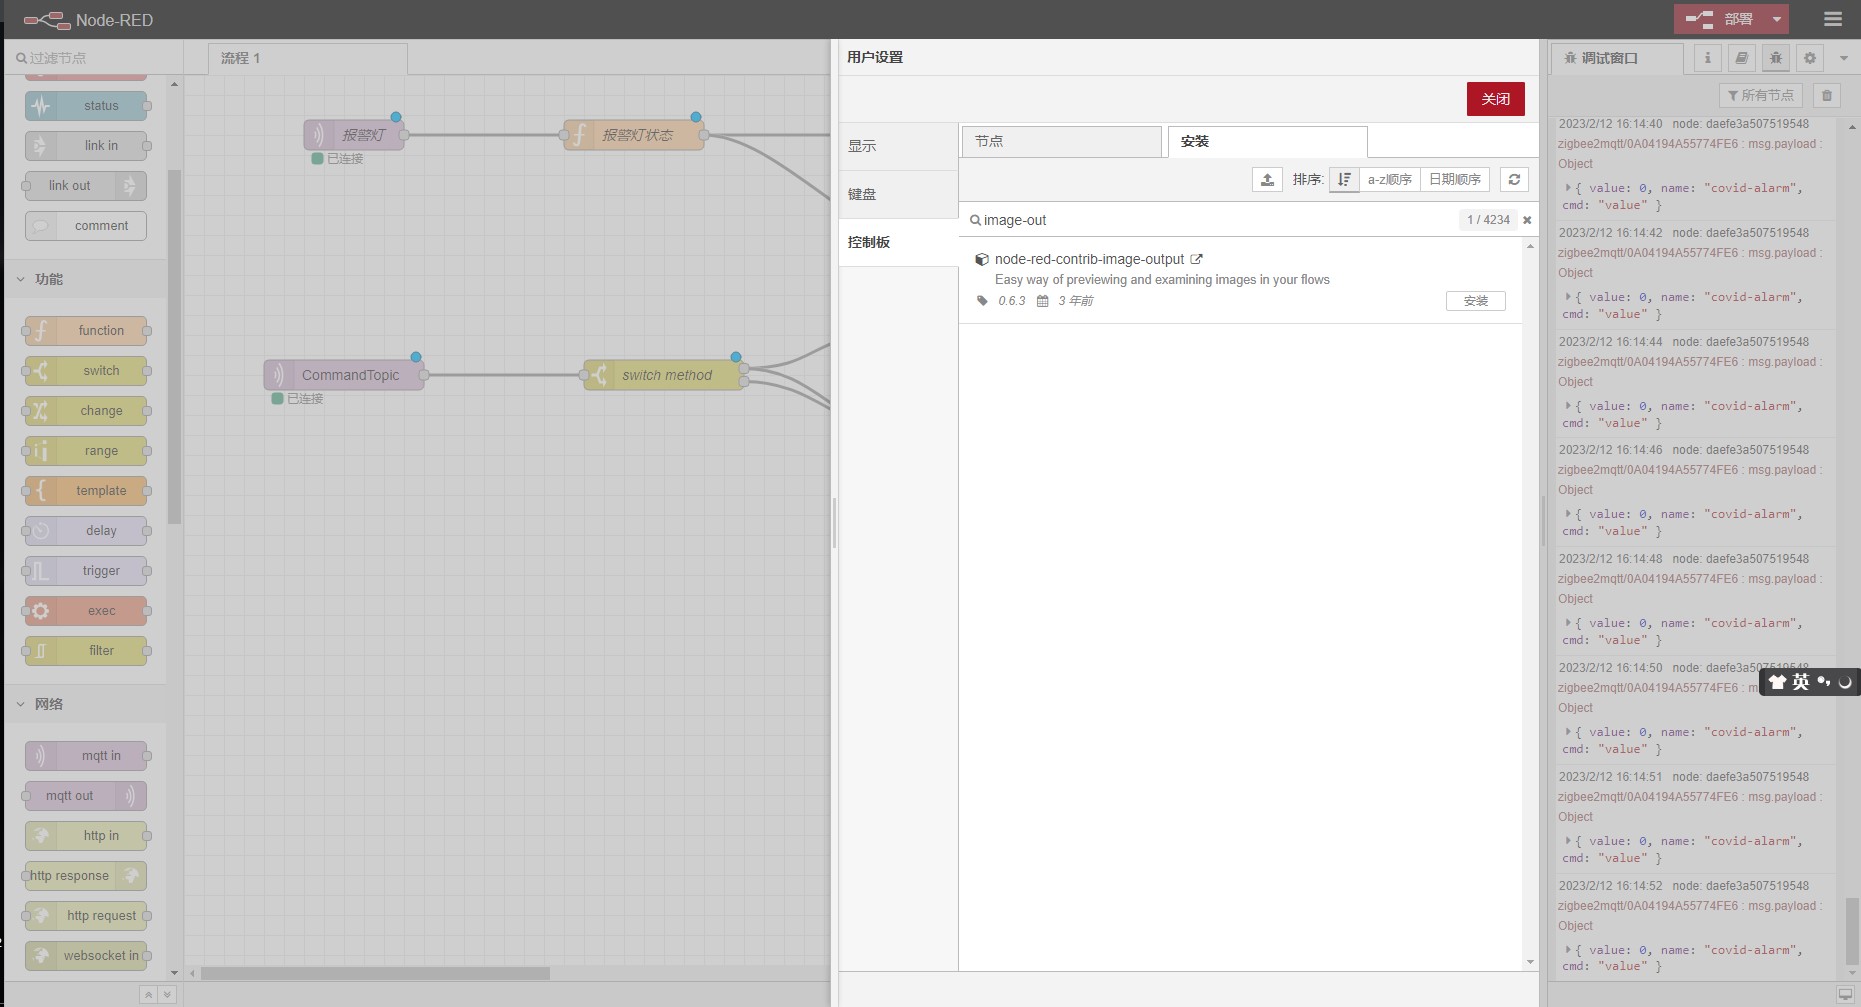 Node-RED
部署
过滤节点
status
link in
link out
comment
功能
function
switch
change
range
template
delay
trigger
exec
filter
网络
mqtt in
mqtt out
http in
http response
http request
websocket in
流程 1
报警灯
已连接
报警灯状态
CommandTopic
已连接
switch method
用户设置
关闭
显示
键盘
控制板
节点
安装
排序:
a-z顺序
日期顺序
image-out
1 / 4234
node-red-contrib-image-output
Easy way of previewing and examining images in your flows
0.6.3
3 年前
安装
调试窗口
所有节点
2023/2/12 16:14:40 node: daefe3a507519548
zigbee2mqtt/0A04194A55774FE6 : msg.payload :
Object
{ value: 0, name: "covid-alarm",
cmd: "value" }
2023/2/12 16:14:42 node: daefe3a507519548
zigbee2mqtt/0A04194A55774FE6 : msg.payload :
Object
{ value: 0, name: "covid-alarm",
cmd: "value" }
2023/2/12 16:14:44 node: daefe3a507519548
zigbee2mqtt/0A04194A55774FE6 : msg.payload :
Object
{ value: 0, name: "covid-alarm",
cmd: "value" }
2023/2/12 16:14:46 node: daefe3a507519548
zigbee2mqtt/0A04194A55774FE6 : msg.payload :
Object
{ value: 0, name: "covid-alarm",
cmd: "value" }
2023/2/12 16:14:48 node: daefe3a507519548
zigbee2mqtt/0A04194A55774FE6 : msg.payload :
Object
{ value: 0, name: "covid-alarm",
cmd: "value" }
2023/2/12 16:14:50 node: daefe3a507519548
zigbee2mqtt/0A04194A55774FE6 : ms
英
Object
{ value: 0, name: "covid-alarm",
cmd: "value" }
2023/2/12 16:14:51 node: daefe3a507519548
zigbee2mqtt/0A04194A55774FE6 : msg.payload :
Object
{ value: 0, name: "covid-alarm",
cmd: "value" }
2023/2/12 16:14:52 node: daefe3a507519548
zigbee2mqtt/0A04194A55774FE6 : msg.payload :
Object
{ value: 0, name: "covid-alarm",
cmd: "value" }